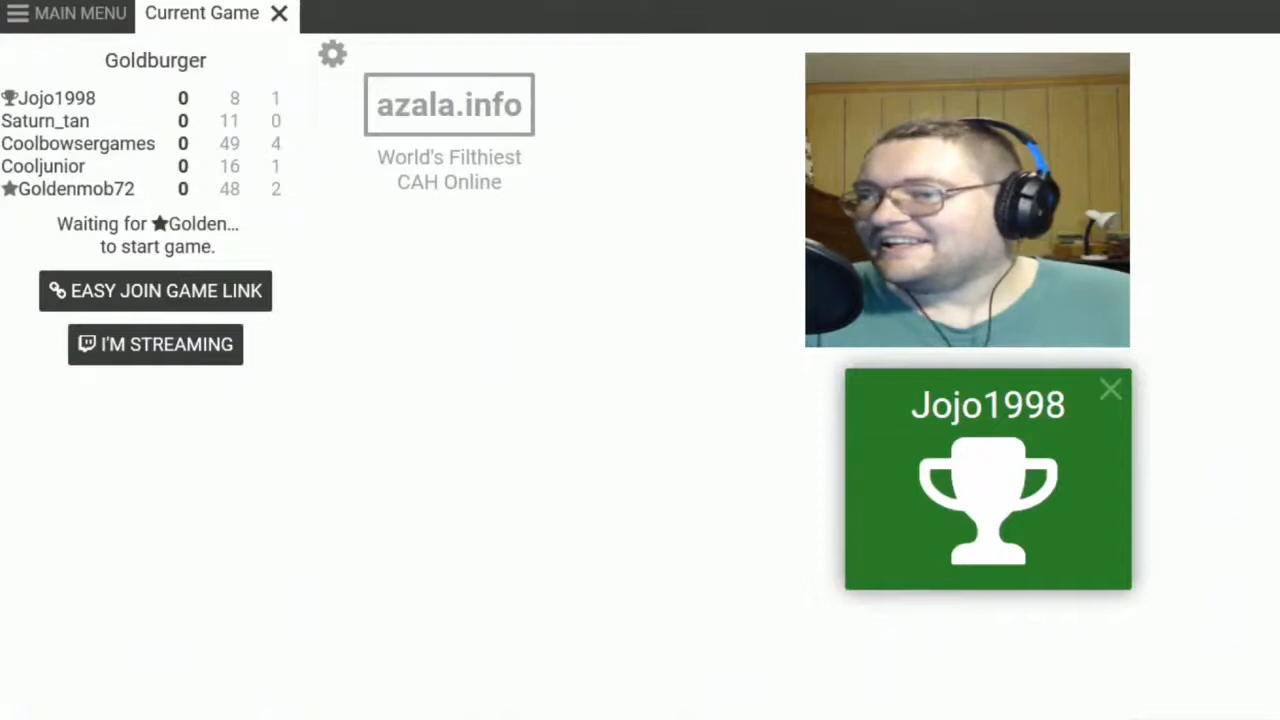 MAIN MENU
Current Game
Goldburger
Jojo1998 0 8 1
Saturn_tan 0 11 0
Coolbowsergames 0 49 4
Cooljunior 0 16 1
Goldenmob72 0 48 2
Waiting for ★Golden...
to start game.
EASY JOIN GAME LINK
I'M STREAMING
azala.info
World's Filthiest
CAH Online
Jojo1998